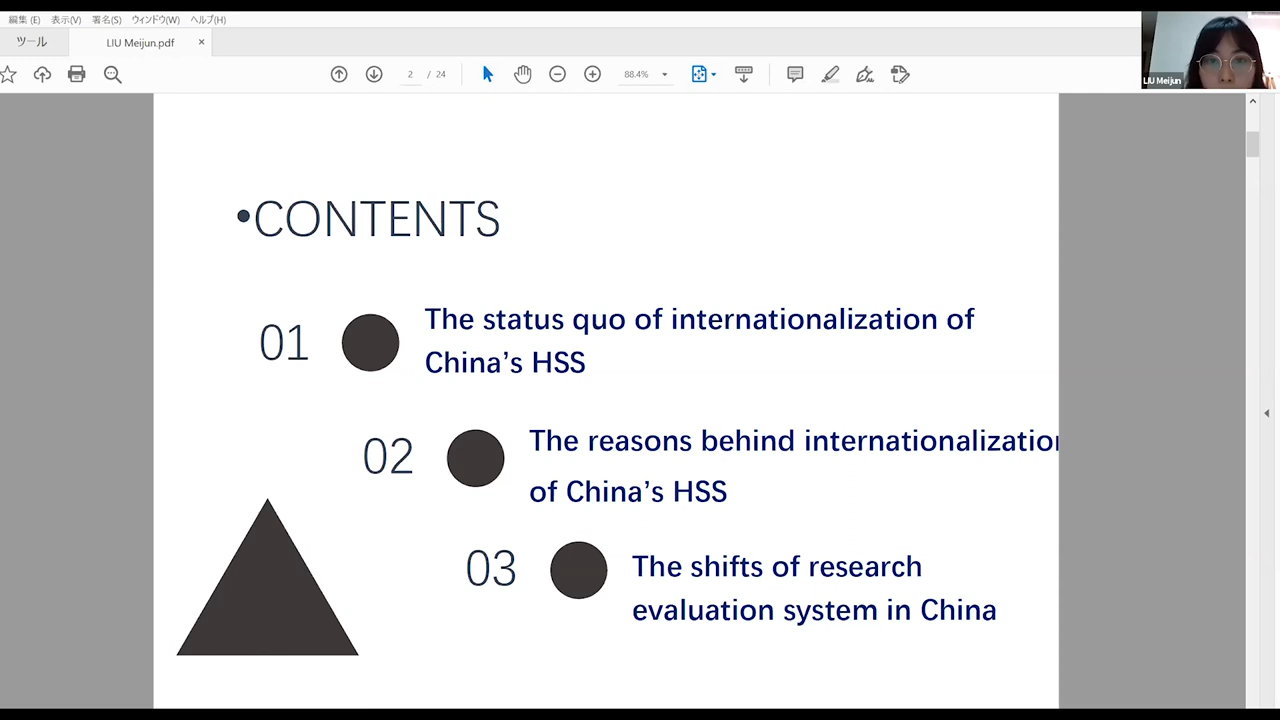 編集 (E) 表示(V) 署名(S) ウィンドウ(W) ヘルプ(H)
ツール LIU Meijun.pdf ×
2 / 24 88.4%
LIU Meijun
•CONTENTS
01 The status quo of internationalization of
China's HSS
02 The reasons behind internationalization
of China's HSS
03 The shifts of research
evaluation system in China